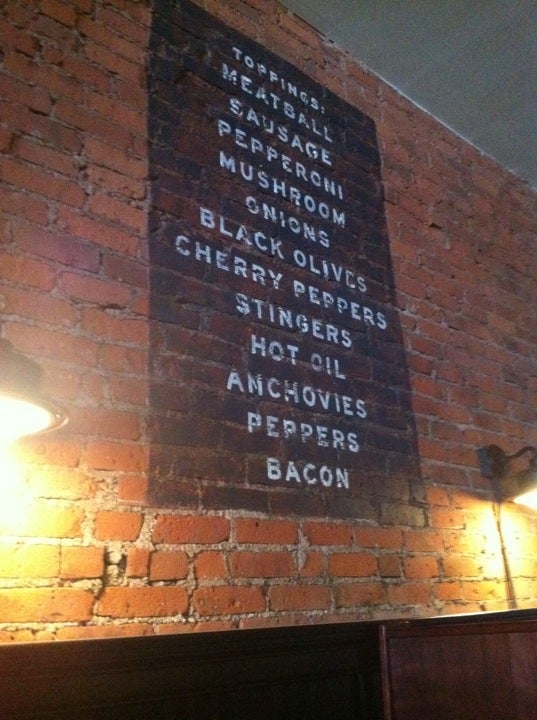 TOPPINGS:
MEATBALL
SAUSAGE
PEPPERONI
MUSHROOM
ONIONS
BLACK OLIVES
CHERRY PEPPERS
STINGERS
HOT OIL
ANCHOVIES
PEPPERS
BACON